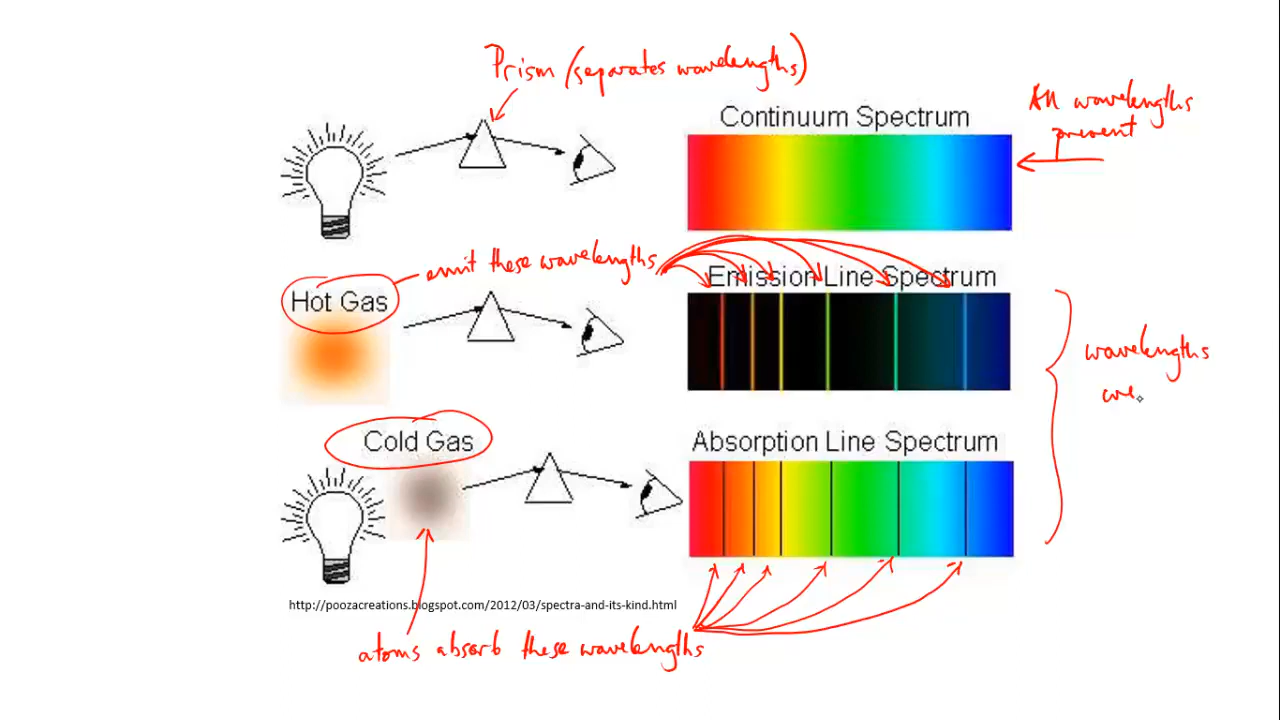 Prism (separates wavelengths)
All wavelengths
present
Continuum Spectrum
emit these wavelengths
Emission Line Spectrum
Hot Gas
wavelengths
are
Cold Gas
Absorption Line Spectrum
http://poozacreations.blogspot.com/2012/03/spectra-and-its-kind.html
atoms absorb these wavelengths